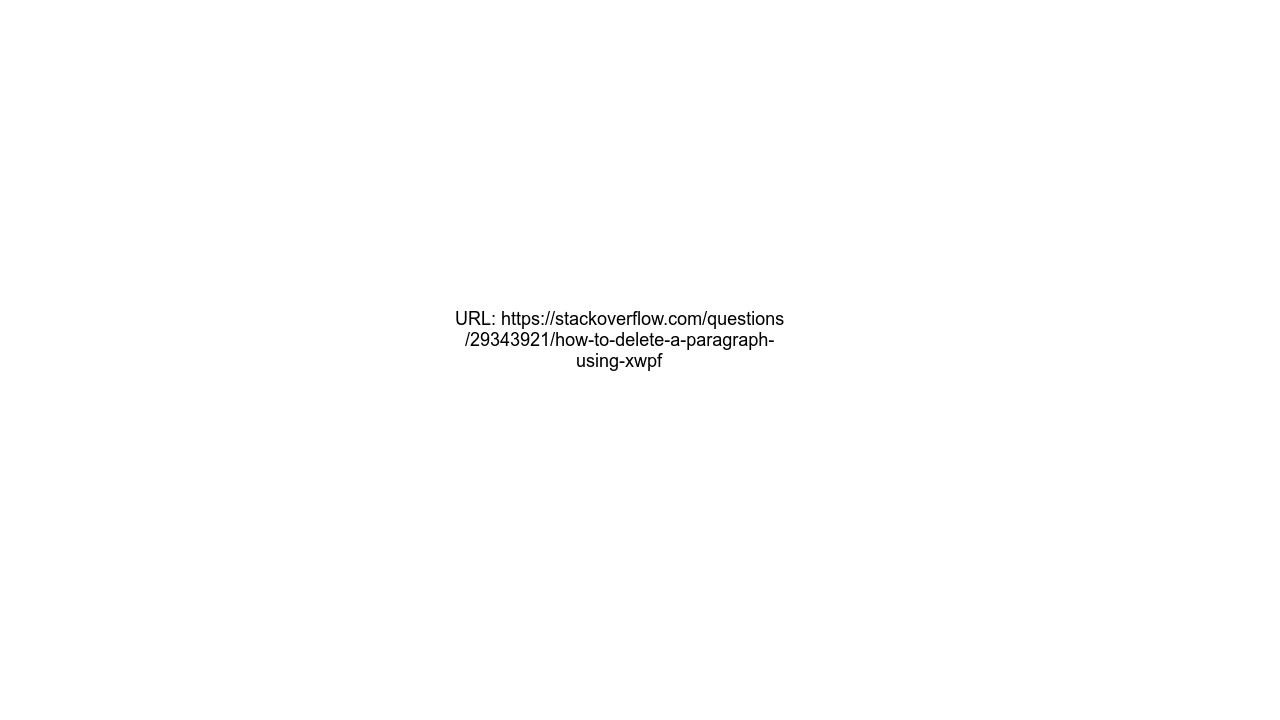 URL: https://stackoverflow.com/questions
/29343921/how-to-delete-a-paragraph-
using-xwpf